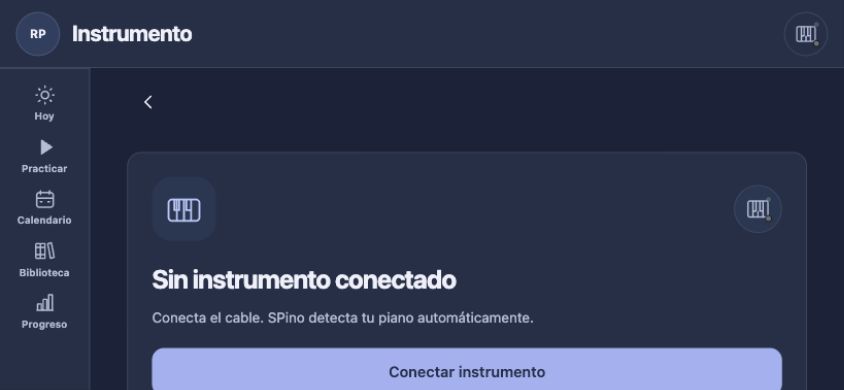 RP
Instrumento
Hoy
Practicar
Calendario
Biblioteca
Progreso
Sin instrumento conectado
Conecta el cable. SPino detecta tu piano automáticamente.
Conectar instrumento